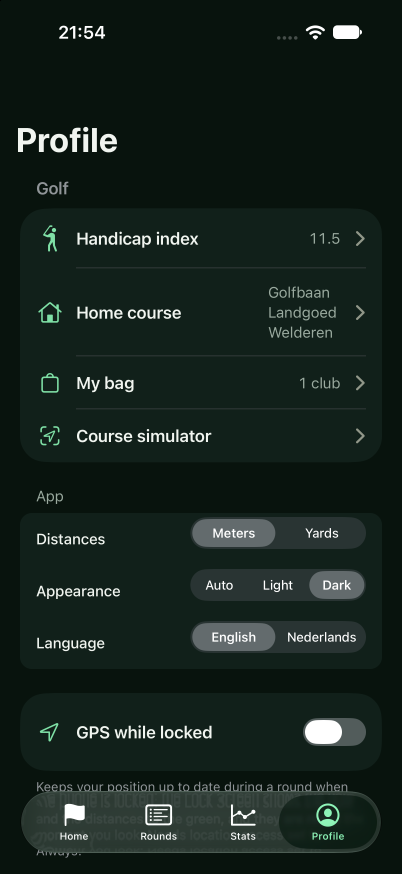 21:54
Profile
Golf
Handicap index
11.5
Home course
Golfbaan
Landgoed
Welderen
My bag
1 club
Course simulator
App
Distances
Meters
Yards
Appearance
Auto
Light
Dark
Language
English
Nederlands
GPS while locked
Keeps your position up to date during a round when
Home
Rounds
Stats
Profile
Always.